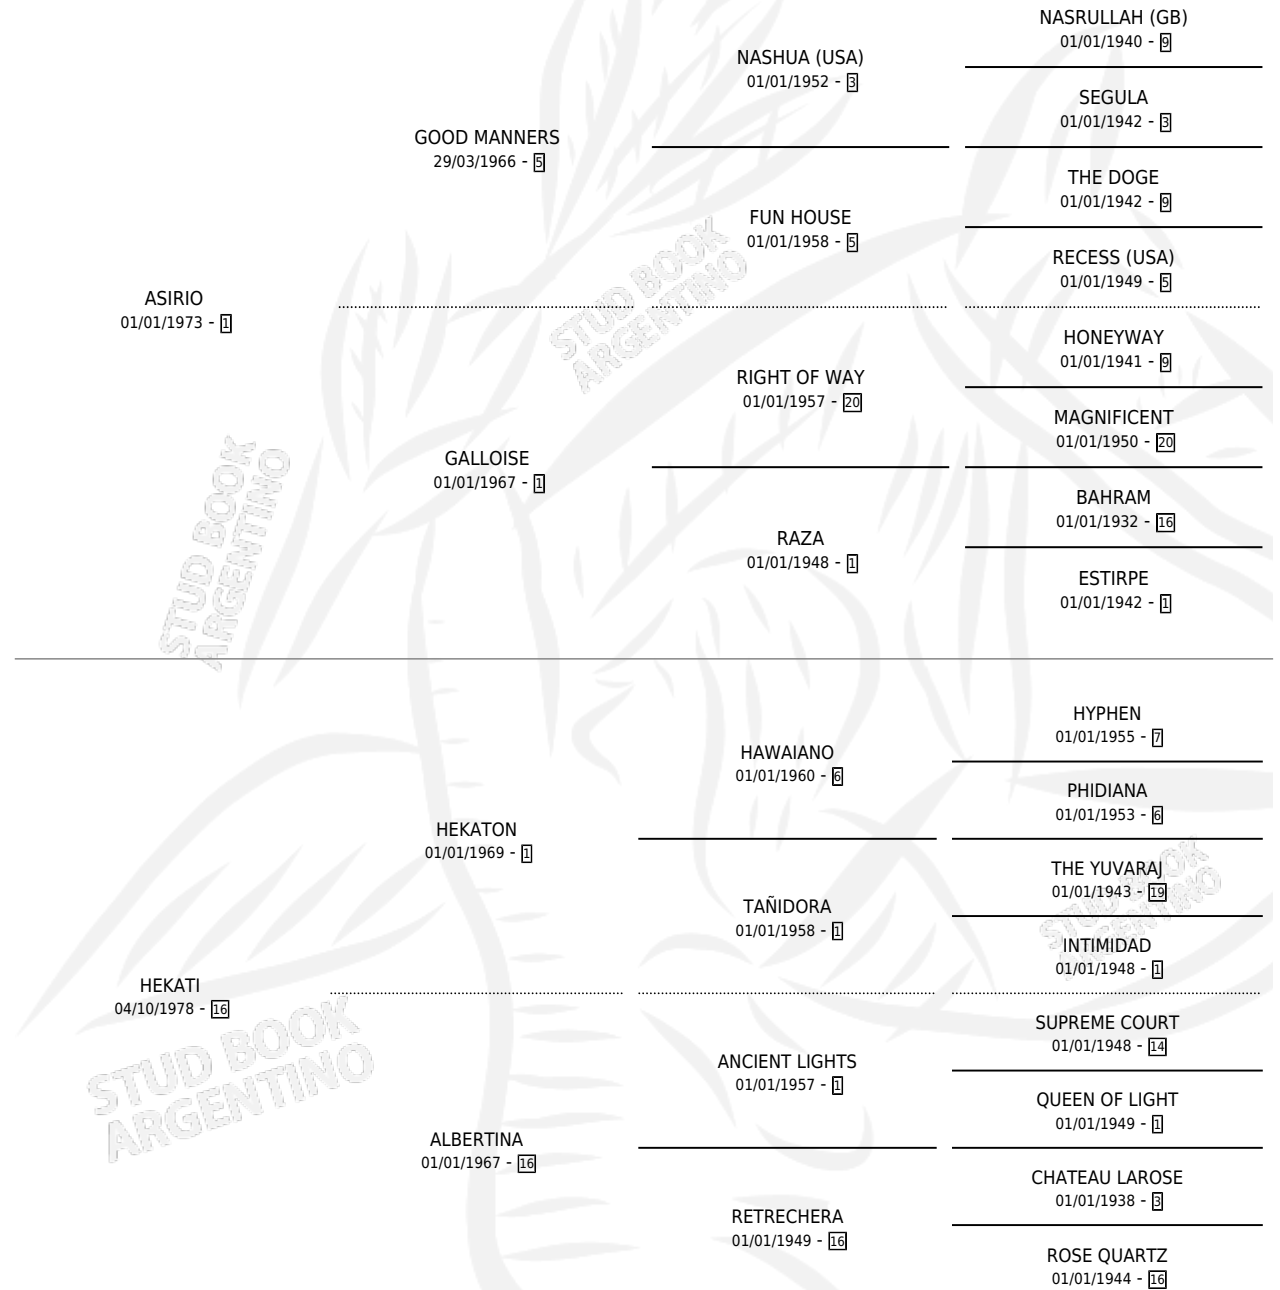 NASRULLAH (GB)
01/01/1940 - 9
NASHUA (USA)
01/01/1952 - 3
SEGULA
01/01/1942 - 3
GOOD MANNERS
29/03/1966 - 5
THE DOGE
01/01/1942 - 9
FUN HOUSE
01/01/1958 - 5
RECESS (USA)
01/01/1949 - 5
ASIRIO
01/01/1973 - 1
HONEYWAY
01/01/1941 - 9
RIGHT OF WAY
01/01/1957 - 20
MAGNIFICENT
01/01/1950 - 20
GALLOISE
01/01/1967 - 1
BAHRAM
01/01/1932 - 16
RAZA
01/01/1948 - 1
ESTIRPE
01/01/1942 - 1
HYPHEN
01/01/1955 - 7
HAWAIANO
01/01/1960 - 6
PHIDIANA
01/01/1953 - 6
HEKATON
01/01/1969 - 1
THE YUVARAJ
01/01/1943 - 19
TAÑIDORA
01/01/1958 - 1
INTIMIDAD
01/01/1948 - 1
HEKATI
04/10/1978 - 16
SUPREME COURT
01/01/1948 - 14
ANCIENT LIGHTS
01/01/1957 - 1
QUEEN OF LIGHT
01/01/1949 - 1
ALBERTINA
01/01/1967 - 16
CHATEAU LAROSE
01/01/1938 - 3
RETRECHERA
01/01/1949 - 16
ROSE QUARTZ
01/01/1944 - 16
STUD BOOK
ARGENTINO
STUD BOOK
ARGENTINO
STUD BOOK
ARGENTINO
STUD BOOK
ARGENTINO